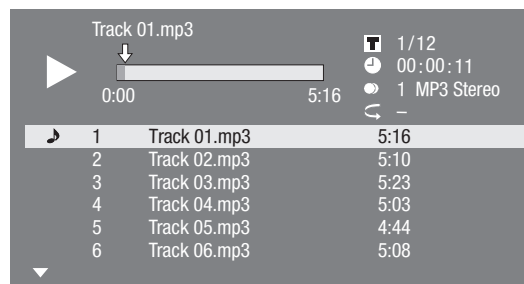 Track 01.mp3
T 1/12
00:00:11
0:00 5:16
1 MP3 Stereo
–
1 Track 01.mp3 5:16
2 Track 02.mp3 5:10
3 Track 03.mp3 5:23
4 Track 04.mp3 5:03
5 Track 05.mp3 4:44
6 Track 06.mp3 5:08